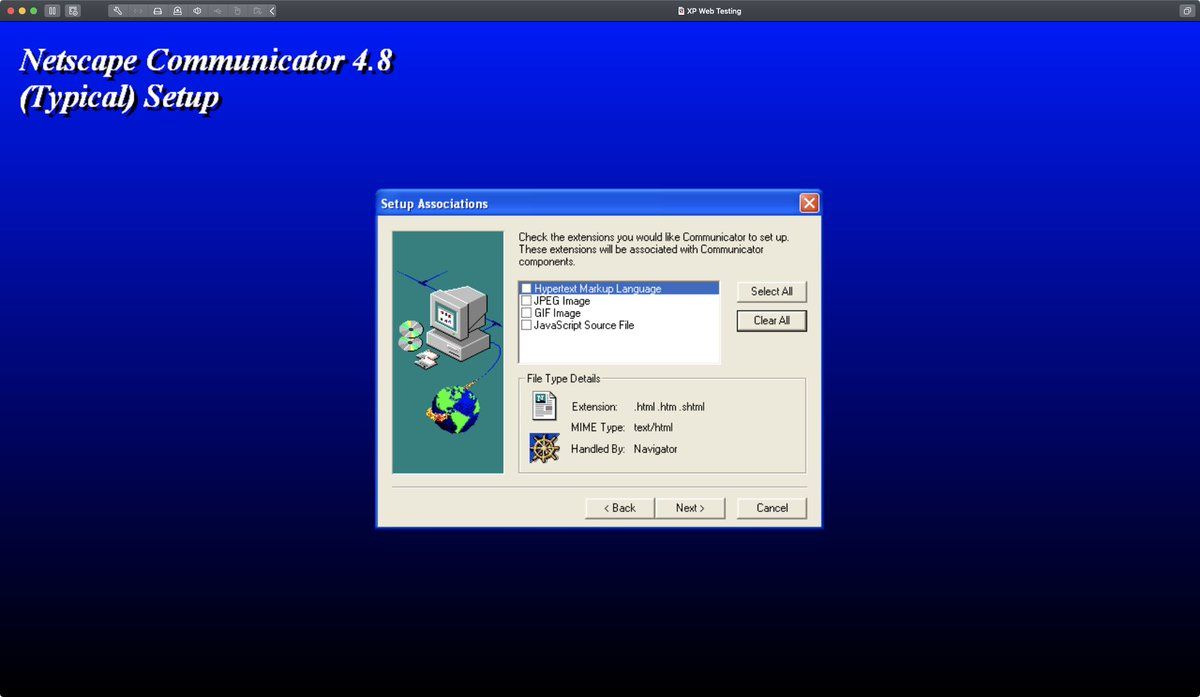 XP Web Testing
Netscape Communicator 4.8
(Typical) Setup
Setup Associations
Check the extensions you would like Communicator to set up.
These extensions will be associated with Communicator
components.
Hypertext Markup Language
JPEG Image
GIF Image
JavaScript Source File
Select All
Clear All
File Type Details
Extension: .html .htm .shtml
MIME Type: text/html
Handled By: Navigator
< Back
Next >
Cancel